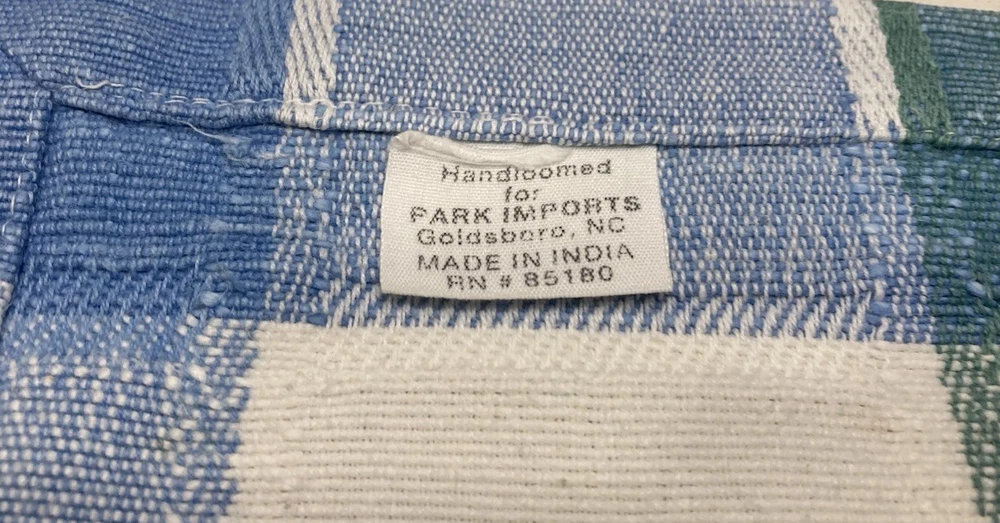 Handloomed
for
PARK IMPORTS
Goldsboro, NC
MADE IN INDIA
RN # 85180